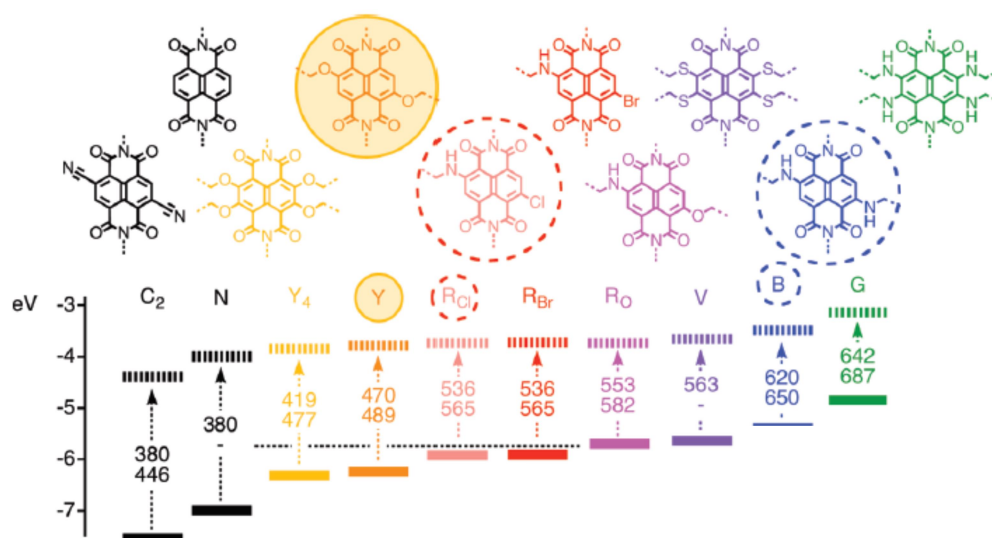 O N O
O N O
O N O
O
O
O N O
H O N O
N
Br
O N O
O N O
S S
S S
O N O
H O N O H
N N
N N
H O N O H
O N O
N
N
O N O
O N O
O O
O O
O N O
H O N O
N
Cl
O N O
H O N O
N
O
O N O
H O N O
N
N
O N O H
eV
C2 N Y4 Y RCl RBr RO V B G
-3
-4
-5
-6
-7
380
446
380
-
419
477
470
489
536
565
536
565
553
582
563
-
620
650
642
687